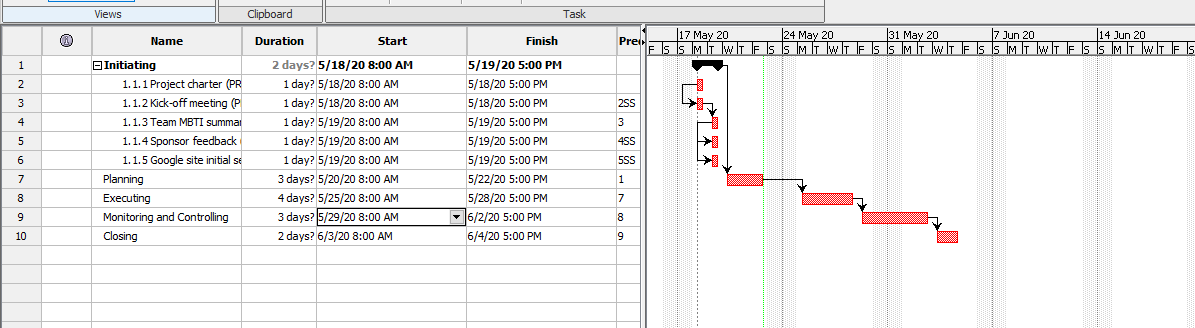 Views Clipboard Task
Name Duration Start Finish Pred
17 May 20 24 May 20 31 May 20 7 Jun 20 14 Jun 20
F S S M T W T F S S M T W T F S S M T W T F S S M T W T F S S M T W T F S
1 Initiating 2 days? 5/18/20 8:00 AM 5/19/20 5:00 PM
2 1.1.1 Project charter (PR 1 day? 5/18/20 8:00 AM 5/18/20 5:00 PM
3 1.1.2 Kick-off meeting (P 1 day? 5/18/20 8:00 AM 5/18/20 5:00 PM 2SS
4 1.1.3 Team MBTI summar 1 day? 5/19/20 8:00 AM 5/19/20 5:00 PM 3
5 1.1.4 Sponsor feedback ( 1 day? 5/19/20 8:00 AM 5/19/20 5:00 PM 4SS
6 1.1.5 Google site initial se 1 day? 5/19/20 8:00 AM 5/19/20 5:00 PM 5SS
7 Planning 3 days? 5/20/20 8:00 AM 5/22/20 5:00 PM 1
8 Executing 4 days? 5/25/20 8:00 AM 5/28/20 5:00 PM 7
9 Monitoring and Controlling 3 days? 5/29/20 8:00 AM 6/2/20 5:00 PM 8
10 Closing 2 days? 6/3/20 8:00 AM 6/4/20 5:00 PM 9